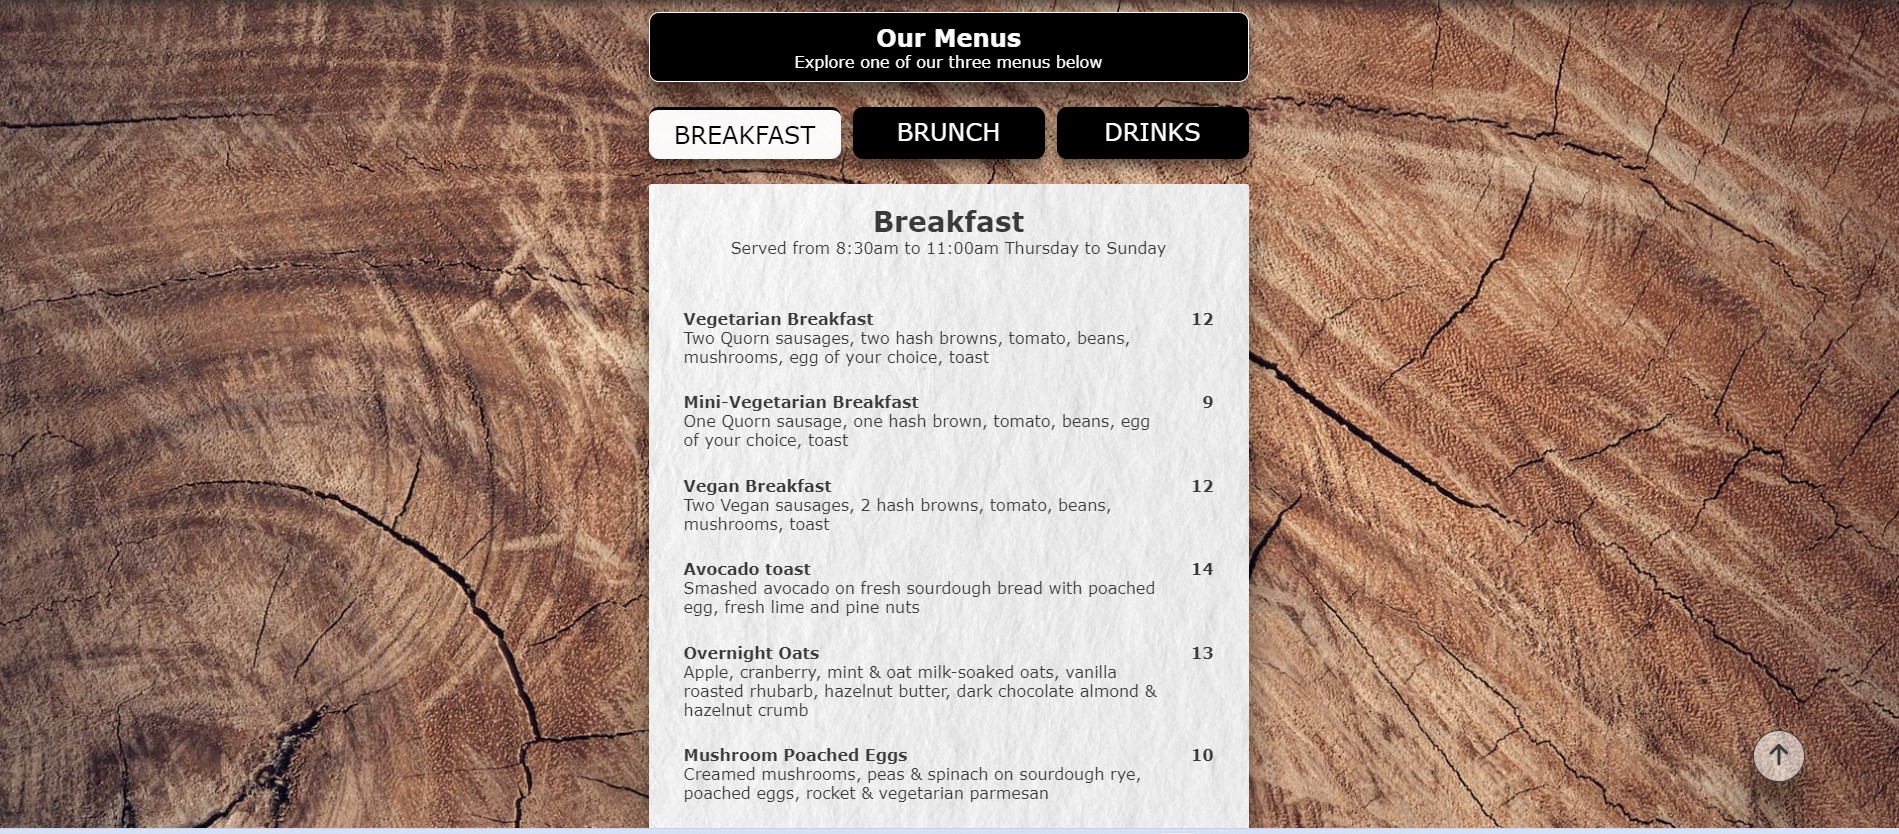 Our Menus
Explore one of our three menus below
BREAKFAST
BRUNCH
DRINKS
Breakfast
Served from 8:30am to 11:00am Thursday to Sunday
Vegetarian Breakfast 12
Two Quorn sausages, two hash browns, tomato, beans,
mushrooms, egg of your choice, toast
Mini-Vegetarian Breakfast 9
One Quorn sausage, one hash brown, tomato, beans, egg
of your choice, toast
Vegan Breakfast 12
Two Vegan sausages, 2 hash browns, tomato, beans,
mushrooms, toast
Avocado toast 14
Smashed avocado on fresh sourdough bread with poached
egg, fresh lime and pine nuts
Overnight Oats 13
Apple, cranberry, mint & oat milk-soaked oats, vanilla
roasted rhubarb, hazelnut butter, dark chocolate almond &
hazelnut crumb
Mushroom Poached Eggs 10
Creamed mushrooms, peas & spinach on sourdough rye,
poached eggs, rocket & vegetarian parmesan